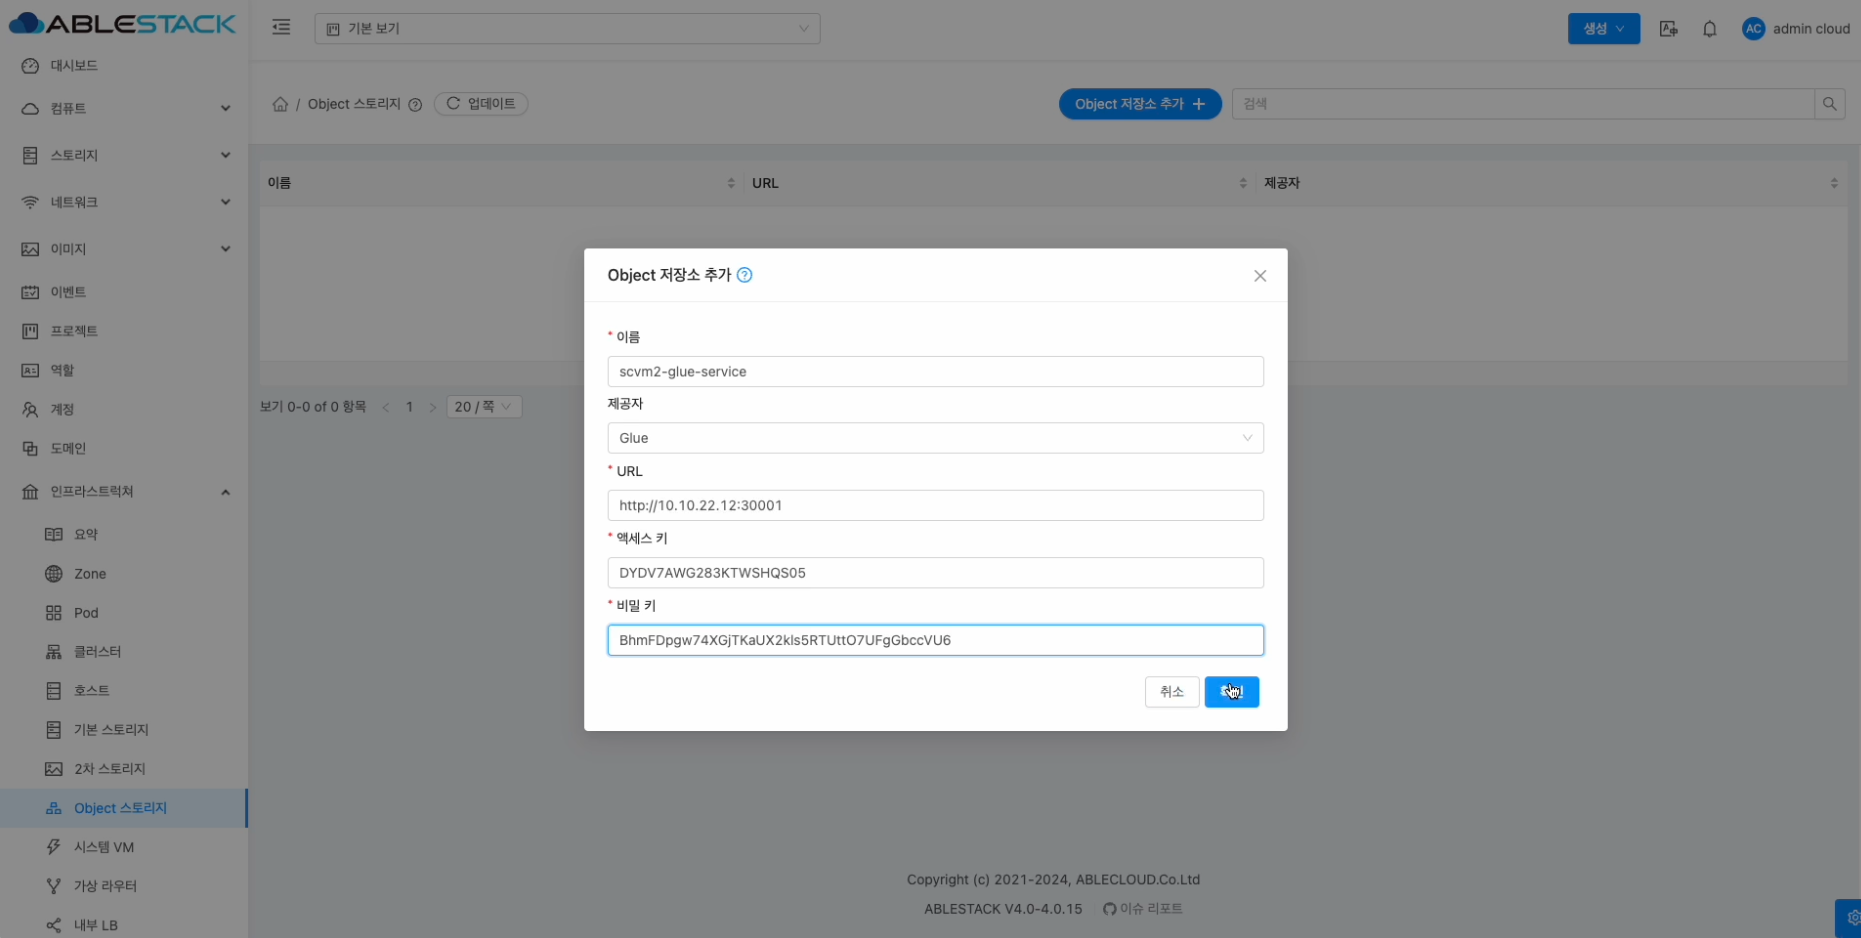 ABLESTACK
기본 보기
생성
AC admin cloud
대시보드
컴퓨트
스토리지
네트워크
이미지
이벤트
프로젝트
역할
계정
도메인
인프라스트럭쳐
요약
Zone
Pod
클러스터
호스트
기본 스토리지
2차 스토리지
Object 스토리지
시스템 VM
가상 라우터
내부 LB
/ Object 스토리지 업데이트
Object 저장소 추가 +
검색
이름 URL 제공자
보기 0-0 of 0 항목 < 1 > 20 / 쪽
Object 저장소 추가
* 이름
scvm2-glue-service
제공자
Glue
* URL
http://10.10.22.12:30001
* 액세스 키
DYDV7AWG283KTWSHQS05
* 비밀 키
BhmFDpgw74XGjTKaUX2kls5RTUttO7UFgGbccVU6
취소
Copyright (c) 2021-2024, ABLECLOUD.Co.Ltd
ABLESTACK V4.0-4.0.15 이슈 리포트